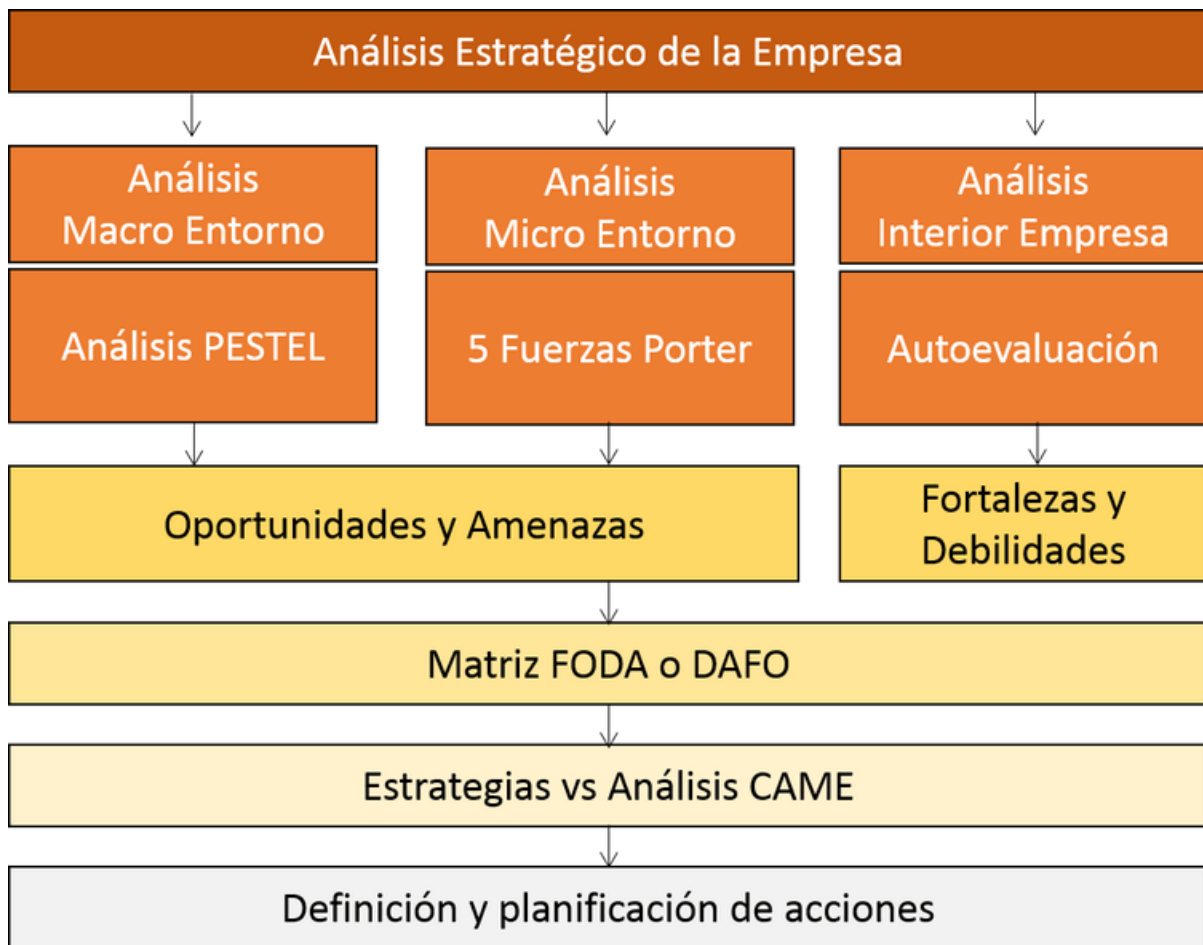 Análisis Estratégico de la Empresa
Análisis
Macro Entorno
Análisis
Micro Entorno
Análisis
Interior Empresa
Análisis PESTEL
5 Fuerzas Porter
Autoevaluación
Oportunidades y Amenazas
Fortalezas y
Debilidades
Matriz FODA o DAFO
Estrategias vs Análisis CAME
Definición y planificación de acciones